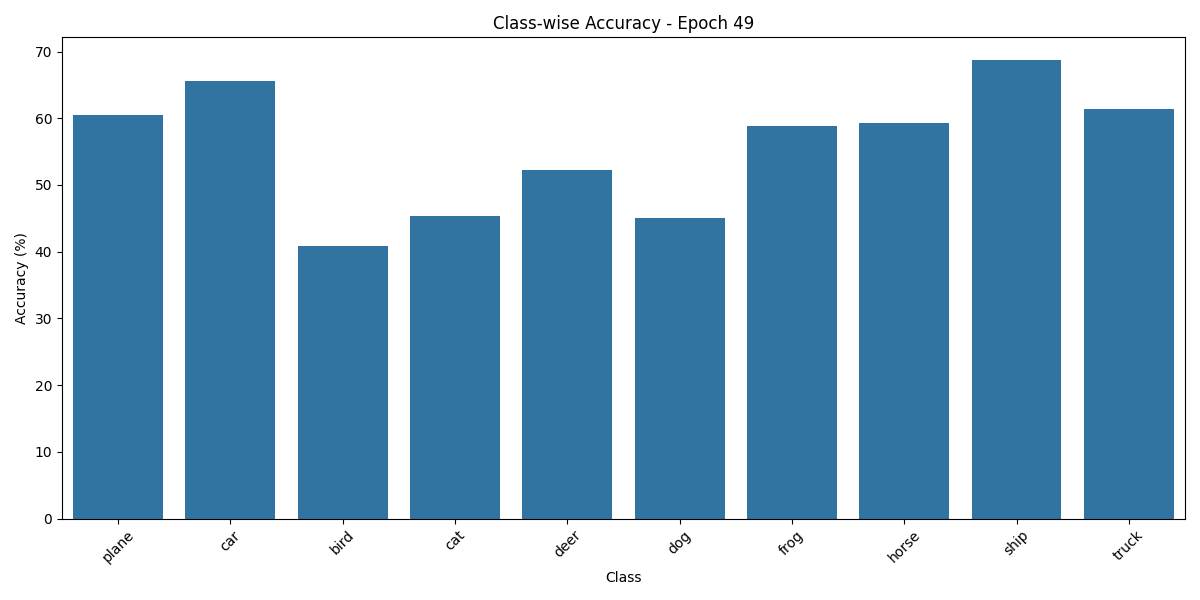 Class-wise Accuracy - Epoch 49
Accuracy (%)
70
60
50
40
30
20
10
0
plane
car
bird
cat
deer
dog
frog
horse
ship
truck
Class